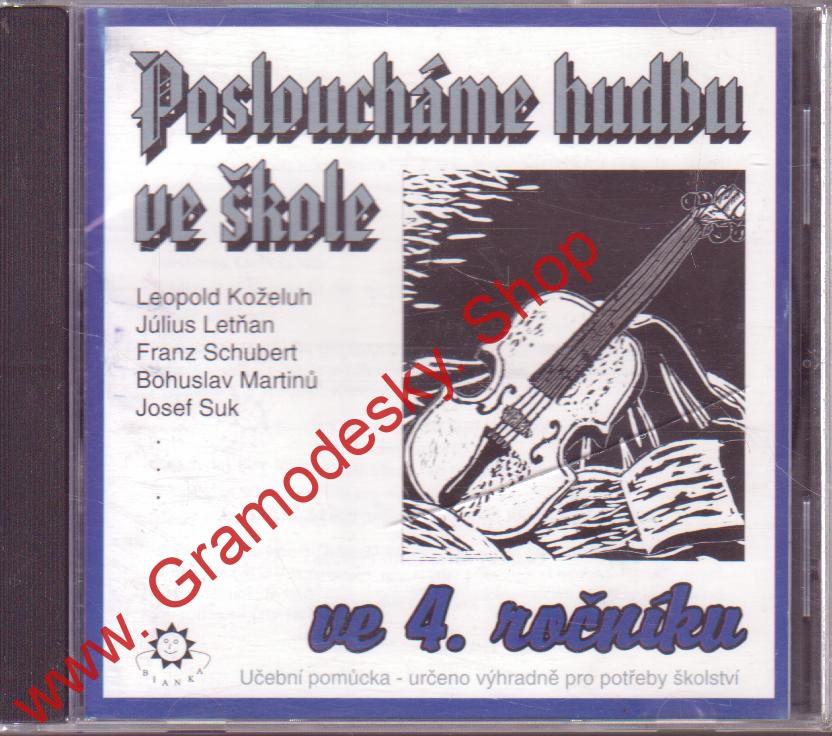 Posloucháme hudbu
ve škole
Leopold Koželuh
Július Letňan
Franz Schubert
Bohuslav Martinů
Josef Suk
.
.
.
ve 4. ročníku
BIANKA
Učební pomůcka - určeno výhradně pro potřeby školství
www. Gramodesky. Shop